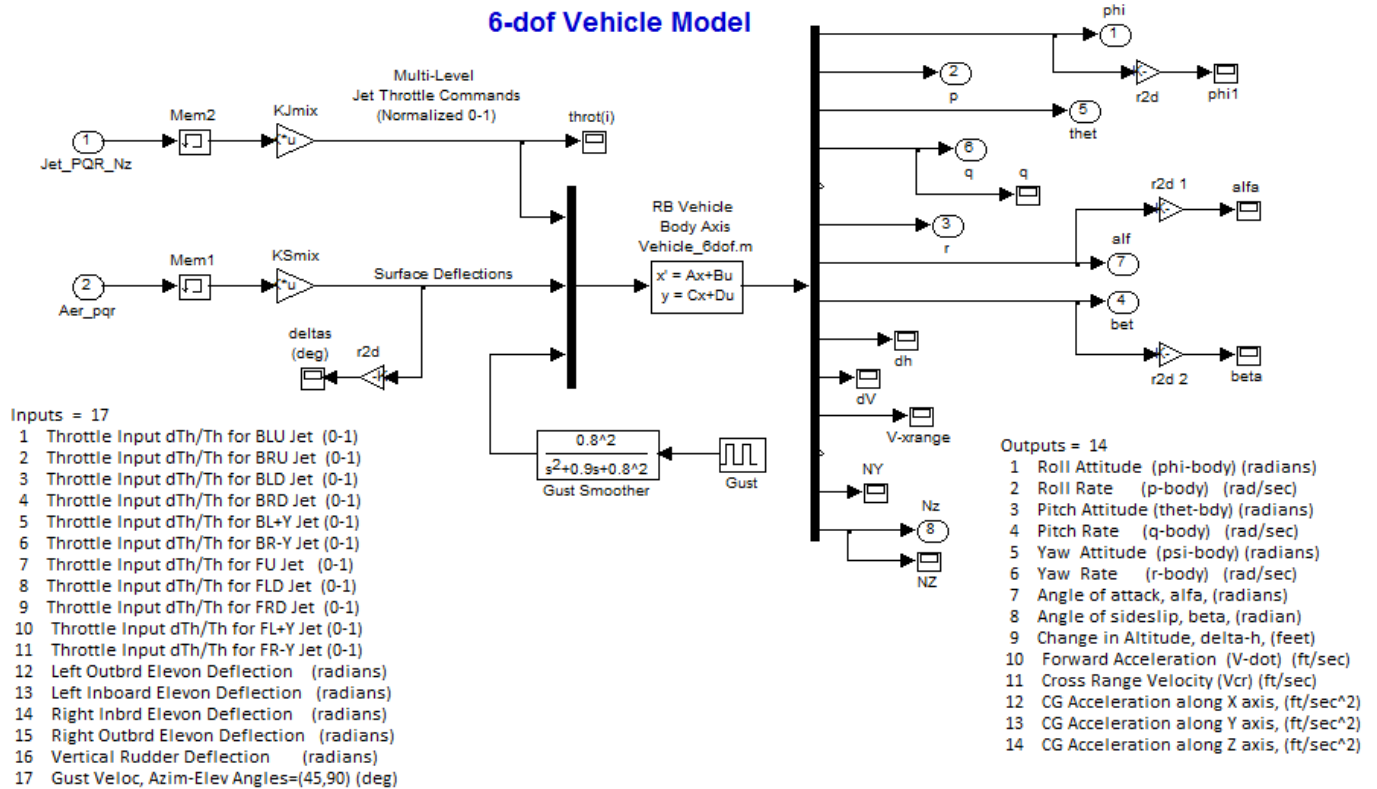 6-dof Vehicle Model
phi
1
r2d
phi1
2
p
5
thet
6
q
q
r2d 1
alfa
3
r
alf
7
4
bet
r2d 2
beta
dh
dV
V-xrange
NY
Nz
8
NZ
Multi-Level
Jet Throttle Commands
(Normalized 0-1)
throt(i)
Mem2
KJmix
1
*u
Jet_PQR_Nz
RB Vehicle
Body Axis
Vehicle_6dof.m
x' = Ax+Bu
y = Cx+Du
Mem1
KSmix
Surface Deflections
2
*u
Aer_pqr
deltas
(deg)
r2d
0.8^2
s²+0.9s+0.8^2
Gust Smoother
Gust
Inputs = 17
1 Throttle Input dTh/Th for BLU Jet (0-1)
2 Throttle Input dTh/Th for BRU Jet (0-1)
3 Throttle Input dTh/Th for BLD Jet (0-1)
4 Throttle Input dTh/Th for BRD Jet (0-1)
5 Throttle Input dTh/Th for BL+Y Jet (0-1)
6 Throttle Input dTh/Th for BR-Y Jet (0-1)
7 Throttle Input dTh/Th for FU Jet (0-1)
8 Throttle Input dTh/Th for FLD Jet (0-1)
9 Throttle Input dTh/Th for FRD Jet (0-1)
10 Throttle Input dTh/Th for FL+Y Jet (0-1)
11 Throttle Input dTh/Th for FR-Y Jet (0-1)
12 Left Outbrd Elevon Deflection (radians)
13 Left Inboard Elevon Deflection (radians)
14 Right Inbrd Elevon Deflection (radians)
15 Right Outbrd Elevon Deflection (radians)
16 Vertical Rudder Deflection (radians)
17 Gust Veloc, Azim-Elev Angles=(45,90) (deg)
Outputs = 14
1 Roll Attitude (phi-body) (radians)
2 Roll Rate (p-body) (rad/sec)
3 Pitch Attitude (thet-bdy) (radians)
4 Pitch Rate (q-body) (rad/sec)
5 Yaw Attitude (psi-body) (radians)
6 Yaw Rate (r-body) (rad/sec)
7 Angle of attack, alfa, (radians)
8 Angle of sideslip, beta, (radian)
9 Change in Altitude, delta-h, (feet)
10 Forward Acceleration (V-dot) (ft/sec)
11 Cross Range Velocity (Vcr) (ft/sec)
12 CG Acceleration along X axis, (ft/sec^2)
13 CG Acceleration along Y axis, (ft/sec^2)
14 CG Acceleration along Z axis, (ft/sec^2)